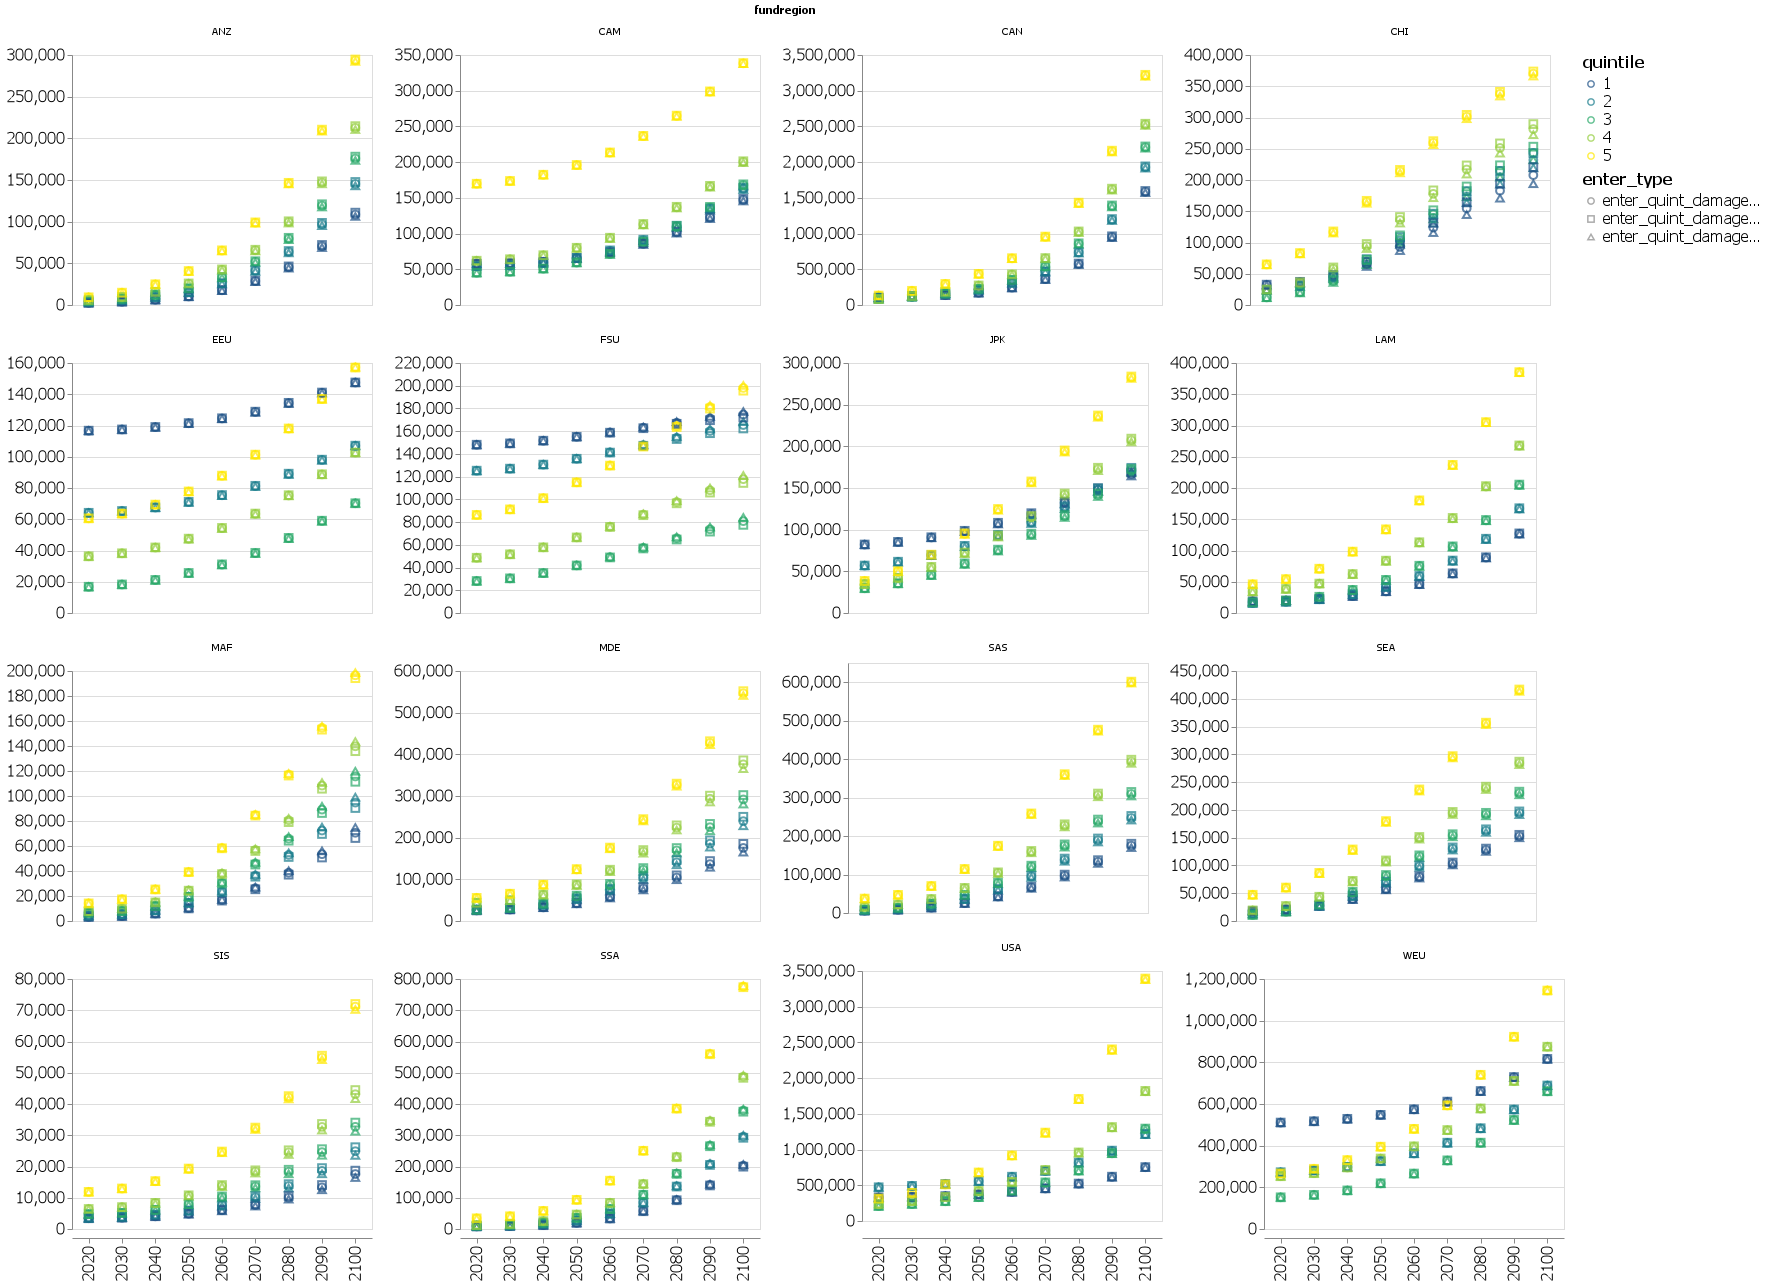 fundregion
ANZ CAM CAN CHI
300,000 350,000 3,500,000 400,000
250,000 300,000 3,000,000 350,000
200,000 250,000 2,500,000 300,000
150,000 200,000 2,000,000 250,000
100,000 150,000 1,500,000 200,000
50,000 100,000 1,000,000 150,000
0 50,000 500,000 100,000
0 0 50,000
0
quintile
1
2
3
4
5
enter_type
enter_quint_damage...
enter_quint_damage...
enter_quint_damage...
EEU FSU JPK LAM
160,000 220,000 300,000 400,000
140,000 200,000 250,000 350,000
120,000 180,000 200,000 300,000
100,000 160,000 150,000 250,000
80,000 140,000 100,000 200,000
60,000 120,000 50,000 150,000
40,000 100,000 0 100,000
20,000 80,000 50,000
0 60,000 0
40,000
20,000
0
MAF MDE SAS SEA
200,000 600,000 600,000 450,000
180,000 500,000 500,000 400,000
160,000 400,000 400,000 350,000
140,000 300,000 300,000 300,000
120,000 200,000 200,000 250,000
100,000 100,000 100,000 200,000
80,000 0 0 150,000
60,000 100,000
40,000 50,000
20,000 0
0
SIS SSA USA WEU
80,000 800,000 3,500,000 1,200,000
70,000 700,000 3,000,000 1,000,000
60,000 600,000 2,500,000 800,000
50,000 500,000 2,000,000 600,000
40,000 400,000 1,500,000 400,000
30,000 300,000 1,000,000 200,000
20,000 200,000 500,000 0
10,000 100,000 0
0 0
2020 2030 2040 2050 2060 2070 2080 2090 2100
2020 2030 2040 2050 2060 2070 2080 2090 2100
2020 2030 2040 2050 2060 2070 2080 2090 2100
2020 2030 2040 2050 2060 2070 2080 2090 2100